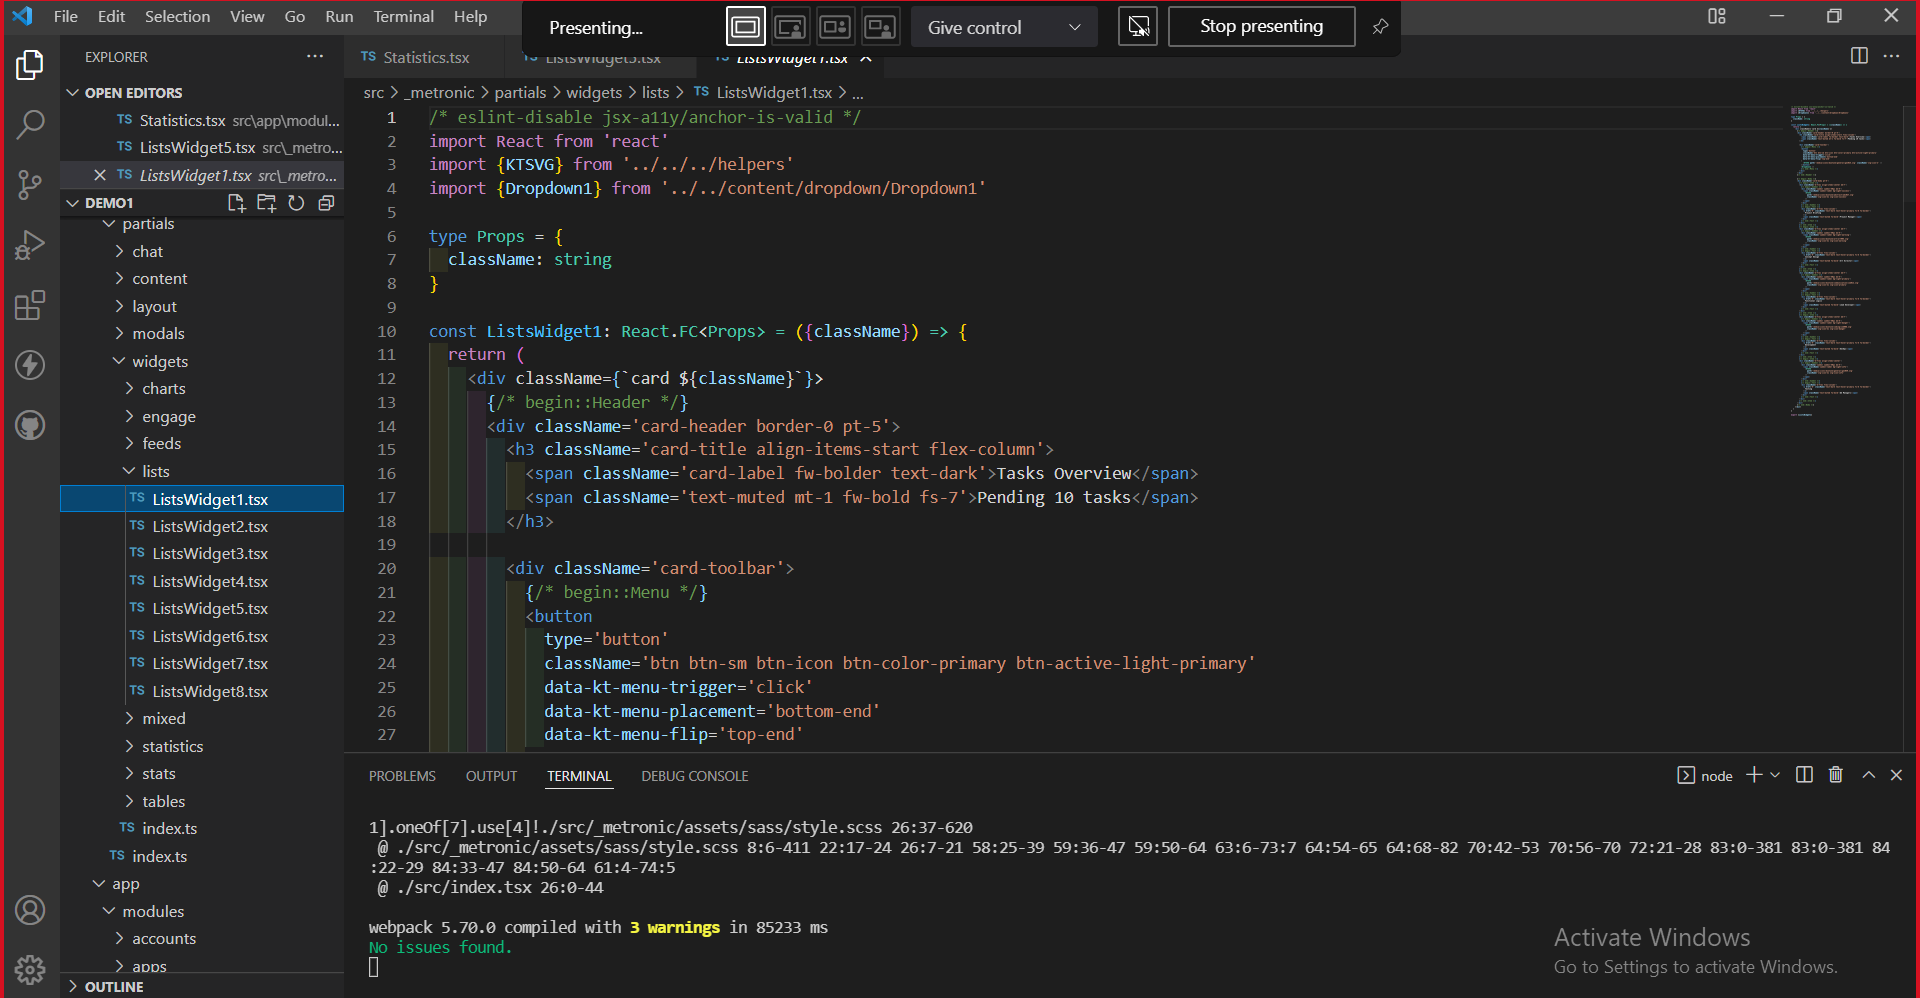 File Edit Selection View Go Run Terminal Help
Presenting...
Give control
Stop presenting
EXPLORER
OPEN EDITORS
TS Statistics.tsx src\app\modul...
TS ListsWidget5.tsx src\_metro...
TS ListsWidget1.tsx src\_metro...
DEMO1
partials
chat
content
layout
modals
widgets
charts
engage
feeds
lists
TS ListsWidget1.tsx
TS ListsWidget2.tsx
TS ListsWidget3.tsx
TS ListsWidget4.tsx
TS ListsWidget5.tsx
TS ListsWidget6.tsx
TS ListsWidget7.tsx
TS ListsWidget8.tsx
mixed
statistics
stats
tables
TS index.ts
TS index.ts
app
modules
accounts
apps
OUTLINE
TS Statistics.tsx TS ListsWidget5.tsx TS ListsWidget1.tsx
src > _metronic > partials > widgets > lists > TS ListsWidget1.tsx > ...
1 /* eslint-disable jsx-a11y/anchor-is-valid */
2 import React from 'react'
3 import {KTSVG} from '../../../helpers'
4 import {Dropdown1} from '../../content/dropdown/Dropdown1'
5
6 type Props = {
7 className: string
8 }
9
10 const ListsWidget1: React.FC<Props> = ({className}) => {
11 return (
12 <div className={`card ${className}`}>
13 {/* begin::Header */}
14 <div className='card-header border-0 pt-5'>
15 <h3 className='card-title align-items-start flex-column'>
16 <span className='card-label fw-bolder text-dark'>Tasks Overview</span>
17 <span className='text-muted mt-1 fw-bold fs-7'>Pending 10 tasks</span>
18 </h3>
19
20 <div className='card-toolbar'>
21 {/* begin::Menu */}
22 <button
23 type='button'
24 className='btn btn-sm btn-icon btn-color-primary btn-active-light-primary'
25 data-kt-menu-trigger='click'
26 data-kt-menu-placement='bottom-end'
27 data-kt-menu-flip='top-end'
PROBLEMS OUTPUT TERMINAL DEBUG CONSOLE
node
1].oneOf[7].use[4]!./src/_metronic/assets/sass/style.scss 26:37-620
@ ./src/_metronic/assets/sass/style.scss 8:6-411 22:17-24 26:7-21 58:25-39 59:36-47 59:50-64 63:6-73:7 64:54-65 64:68-82 70:42-53 70:56-70 72:21-28 83:0-381 83:0-381 84
:22-29 84:33-47 84:50-64 61:4-74:5
@ ./src/index.tsx 26:0-44
webpack 5.70.0 compiled with 3 warnings in 85233 ms
No issues found.
Activate Windows
Go to Settings to activate Windows.